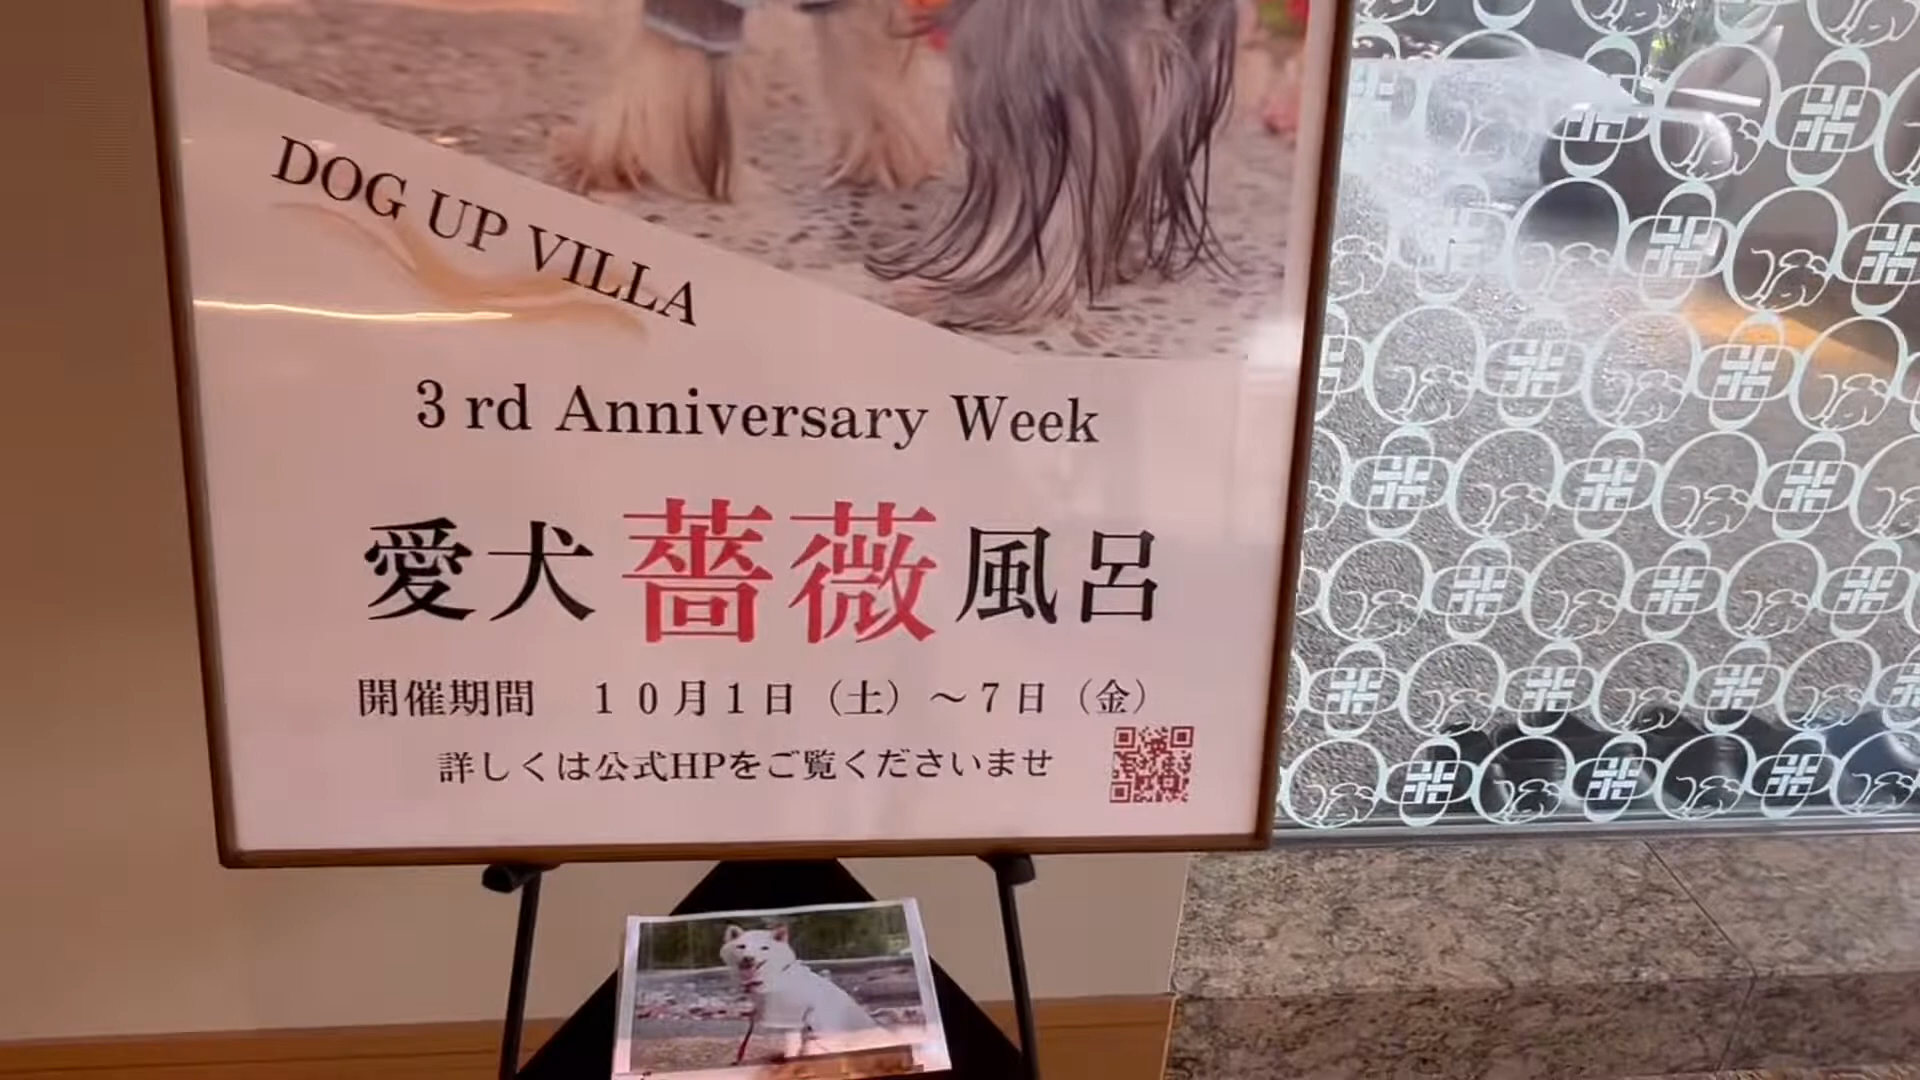 DOG UP VILLA
3 rd Anniversary Week
愛犬薔薇風呂
開催期間　１０月１日（土）～７日（金）
詳しくは公式HPをご覧くださいませ